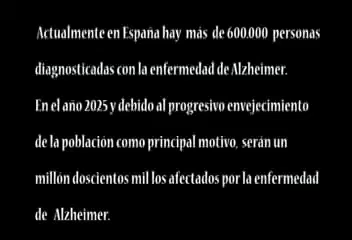 Actualmente en España hay más de 600.000 personas
diagnosticadas con la enfermedad de Alzheimer.
En el año 2025 y debido al progresivo envejecimiento
de la población como principal motivo, serán un
millón doscientos mil los afectados por la enfermedad
de Alzheimer.